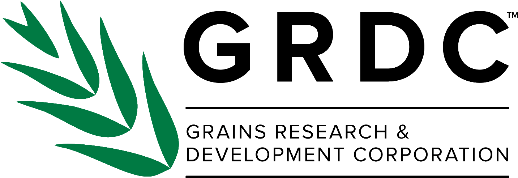 GRDC™
GRAINS RESEARCH &
DEVELOPMENT CORPORATION